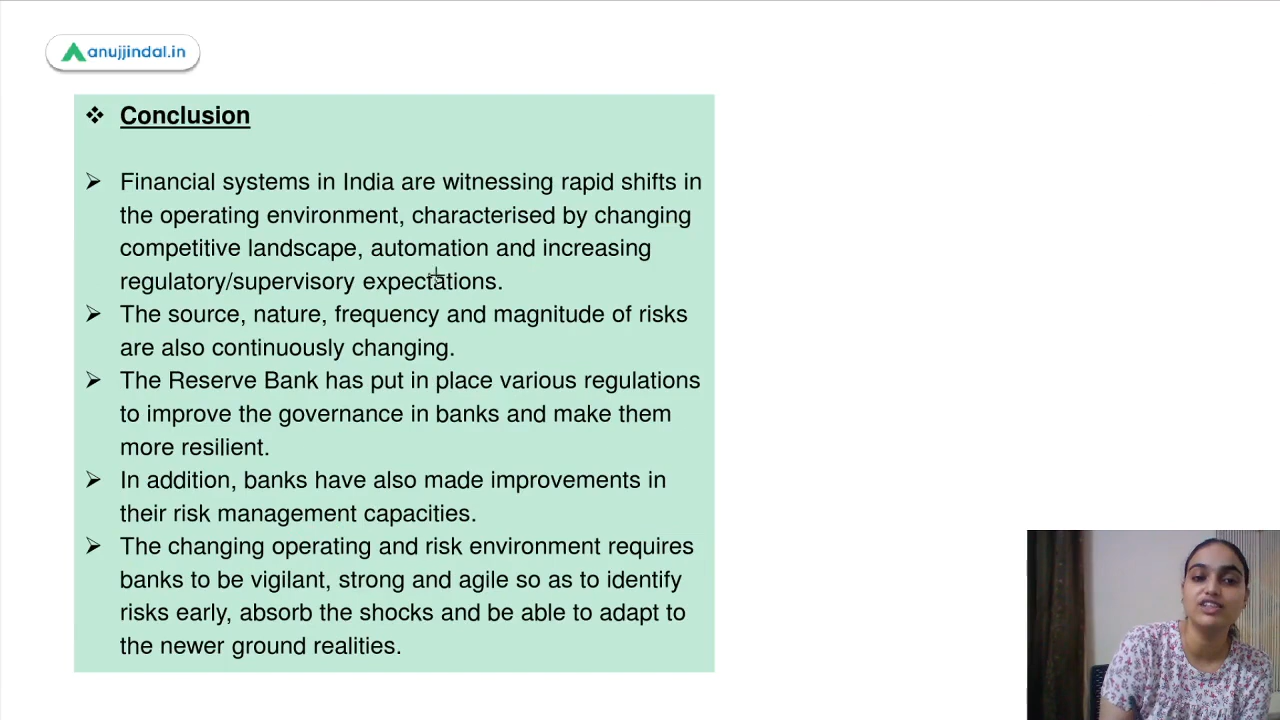 anujjindal.in
❖ Conclusion
➢ Financial systems in India are witnessing rapid shifts in
the operating environment, characterised by changing
competitive landscape, automation and increasing
regulatory/supervisory expectations.
➢ The source, nature, frequency and magnitude of risks
are also continuously changing.
➢ The Reserve Bank has put in place various regulations
to improve the governance in banks and make them
more resilient.
➢ In addition, banks have also made improvements in
their risk management capacities.
➢ The changing operating and risk environment requires
banks to be vigilant, strong and agile so as to identify
risks early, absorb the shocks and be able to adapt to
the newer ground realities.